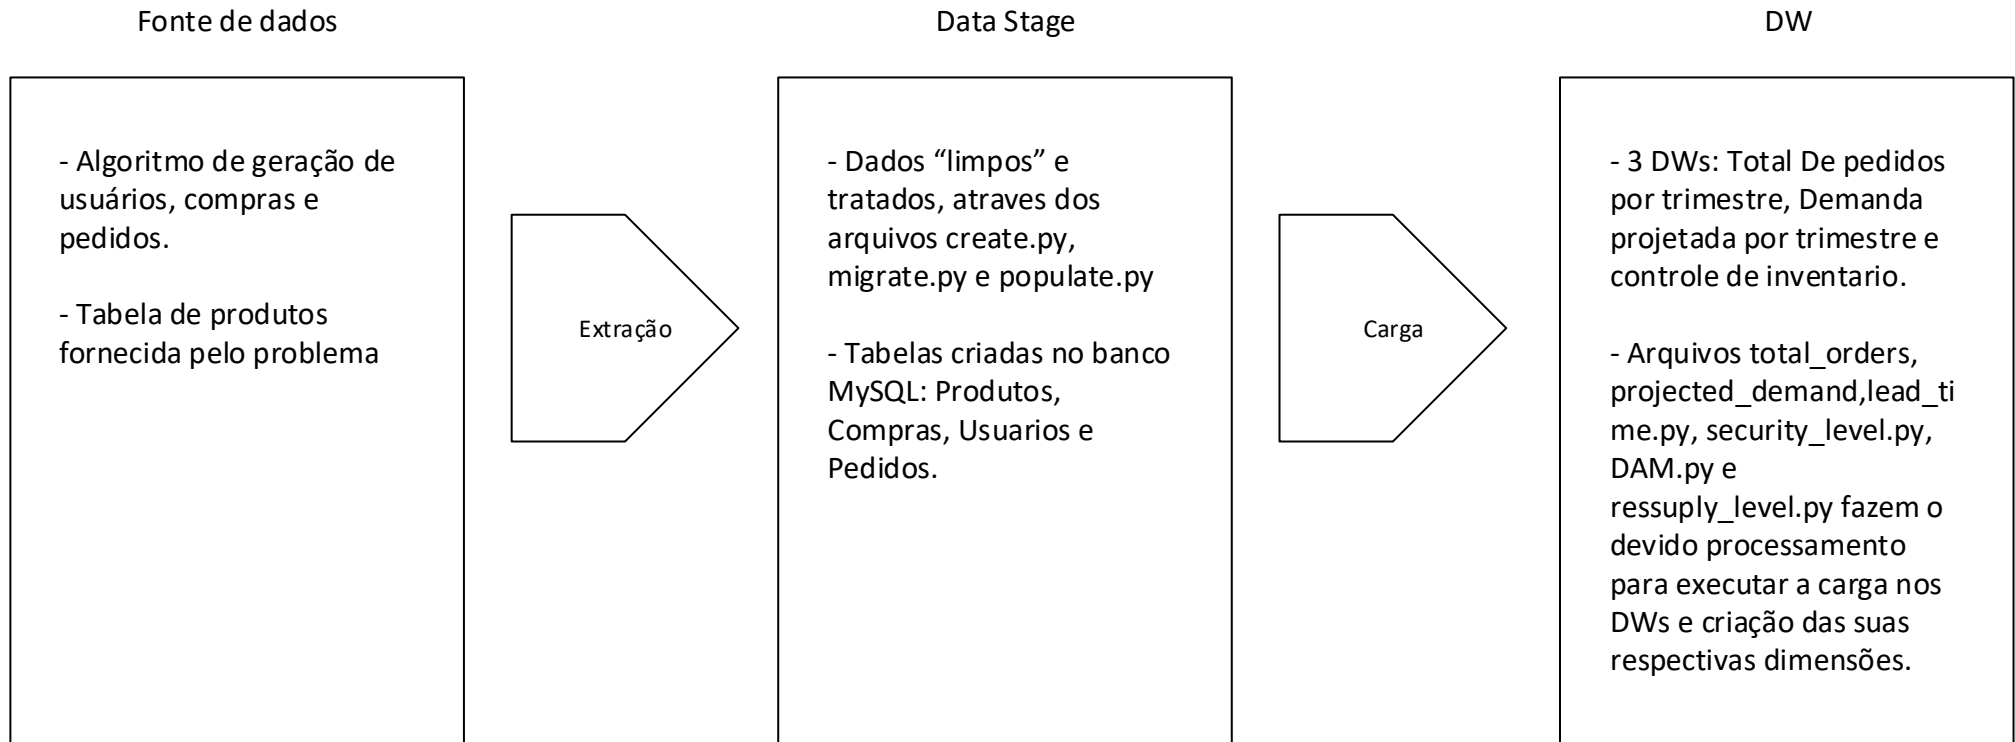 Fonte de dados
- Algoritmo de geração de
usuários, compras e
pedidos.
- Tabela de produtos
fornecida pelo problema
Extração
Data Stage
- Dados “limpos” e
tratados, atraves dos
arquivos create.py,
migrate.py e populate.py
- Tabelas criadas no banco
MySQL: Produtos,
Compras, Usuarios e
Pedidos.
Carga
DW
- 3 DWs: Total De pedidos
por trimestre, Demanda
projetada por trimestre e
controle de inventario.
- Arquivos total_orders,
projected_demand,lead_ti
me.py, security_level.py,
DAM.py e
ressuply_level.py fazem o
devido processamento
para executar a carga nos
DWs e criação das suas
respectivas dimensões.